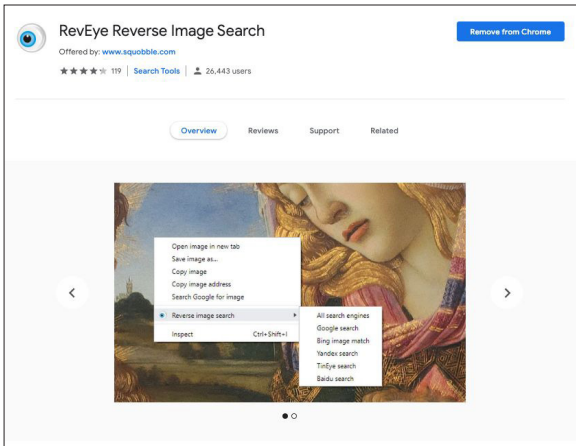 RevEye Reverse Image Search
Remove from Chrome
Offered by: www.squobble.com
119 Search Tools 26,443 users
Overview Reviews Support Related
Open image in new tab
Save image as...
Copy image
Copy image address
Search Google for image
Reverse image search
Inspect Ctrl+Shift+I
All search engines
Google search
Bing image match
Yandex search
TinEye search
Baidu search